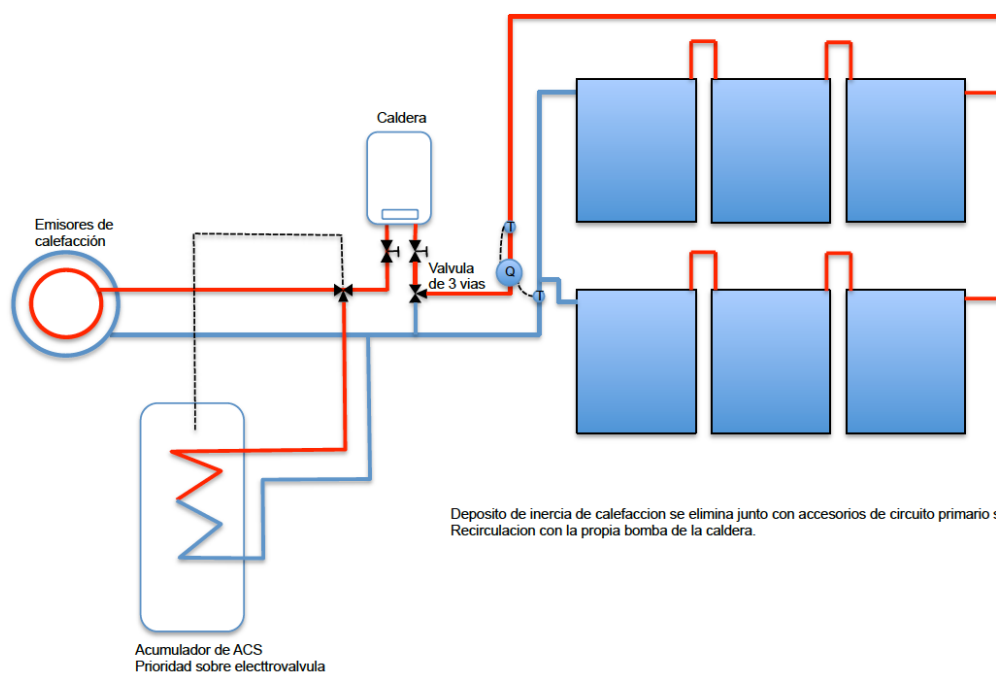 Caldera
Emisores de
calefacción
Valvula
de 3 vias
T
Q
T
Deposito de inercia de calefaccion se elimina junto con accesorios de circuito primario s
Recirculacion con la propia bomba de la caldera.
Acumulador de ACS
Prioridad sobre electtrovalvula